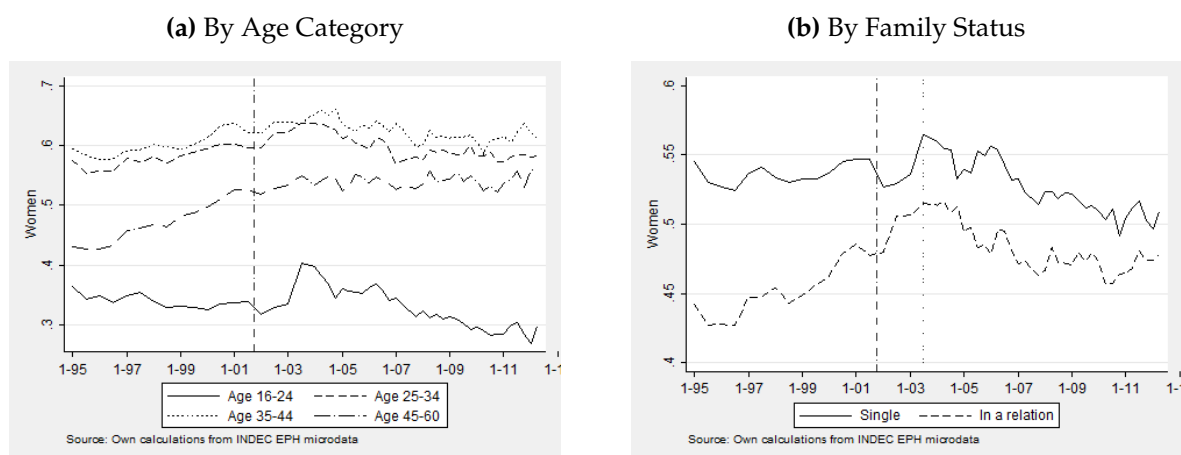 (a) By Age Category
Women
.7
.6
.5
.4
.3
1-95 1-97 1-99 1-01 1-03 1-05 1-07 1-09 1-11 1-1
Age 16-24 Age 25-34
Age 35-44 Age 45-60
Source: Own calculations from INDEC EPH microdata
(b) By Family Status
Women
.6
.55
.5
.45
.4
1-95 1-97 1-99 1-01 1-03 1-05 1-07 1-09 1-11 1-1
Single In a relation
Source: Own calculations from INDEC EPH microdata